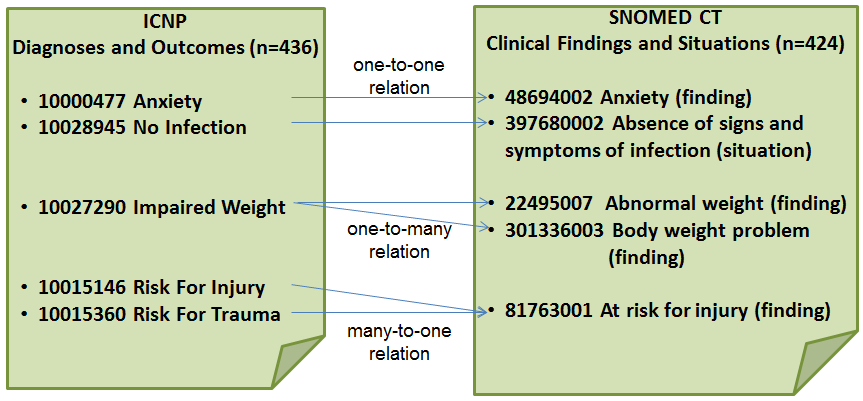 ICNP
Diagnoses and Outcomes (n=436)
• 10000477 Anxiety
• 10028945 No Infection
• 10027290 Impaired Weight
• 10015146 Risk For Injury
• 10015360 Risk For Trauma
one-to-one
relation
one-to-many
relation
many-to-one
relation
SNOMED CT
Clinical Findings and Situations (n=424)
• 48694002 Anxiety (finding)
• 397680002 Absence of signs and
symptoms of infection (situation)
• 22495007 Abnormal weight (finding)
• 301336003 Body weight problem
(finding)
• 81763001 At risk for injury (finding)